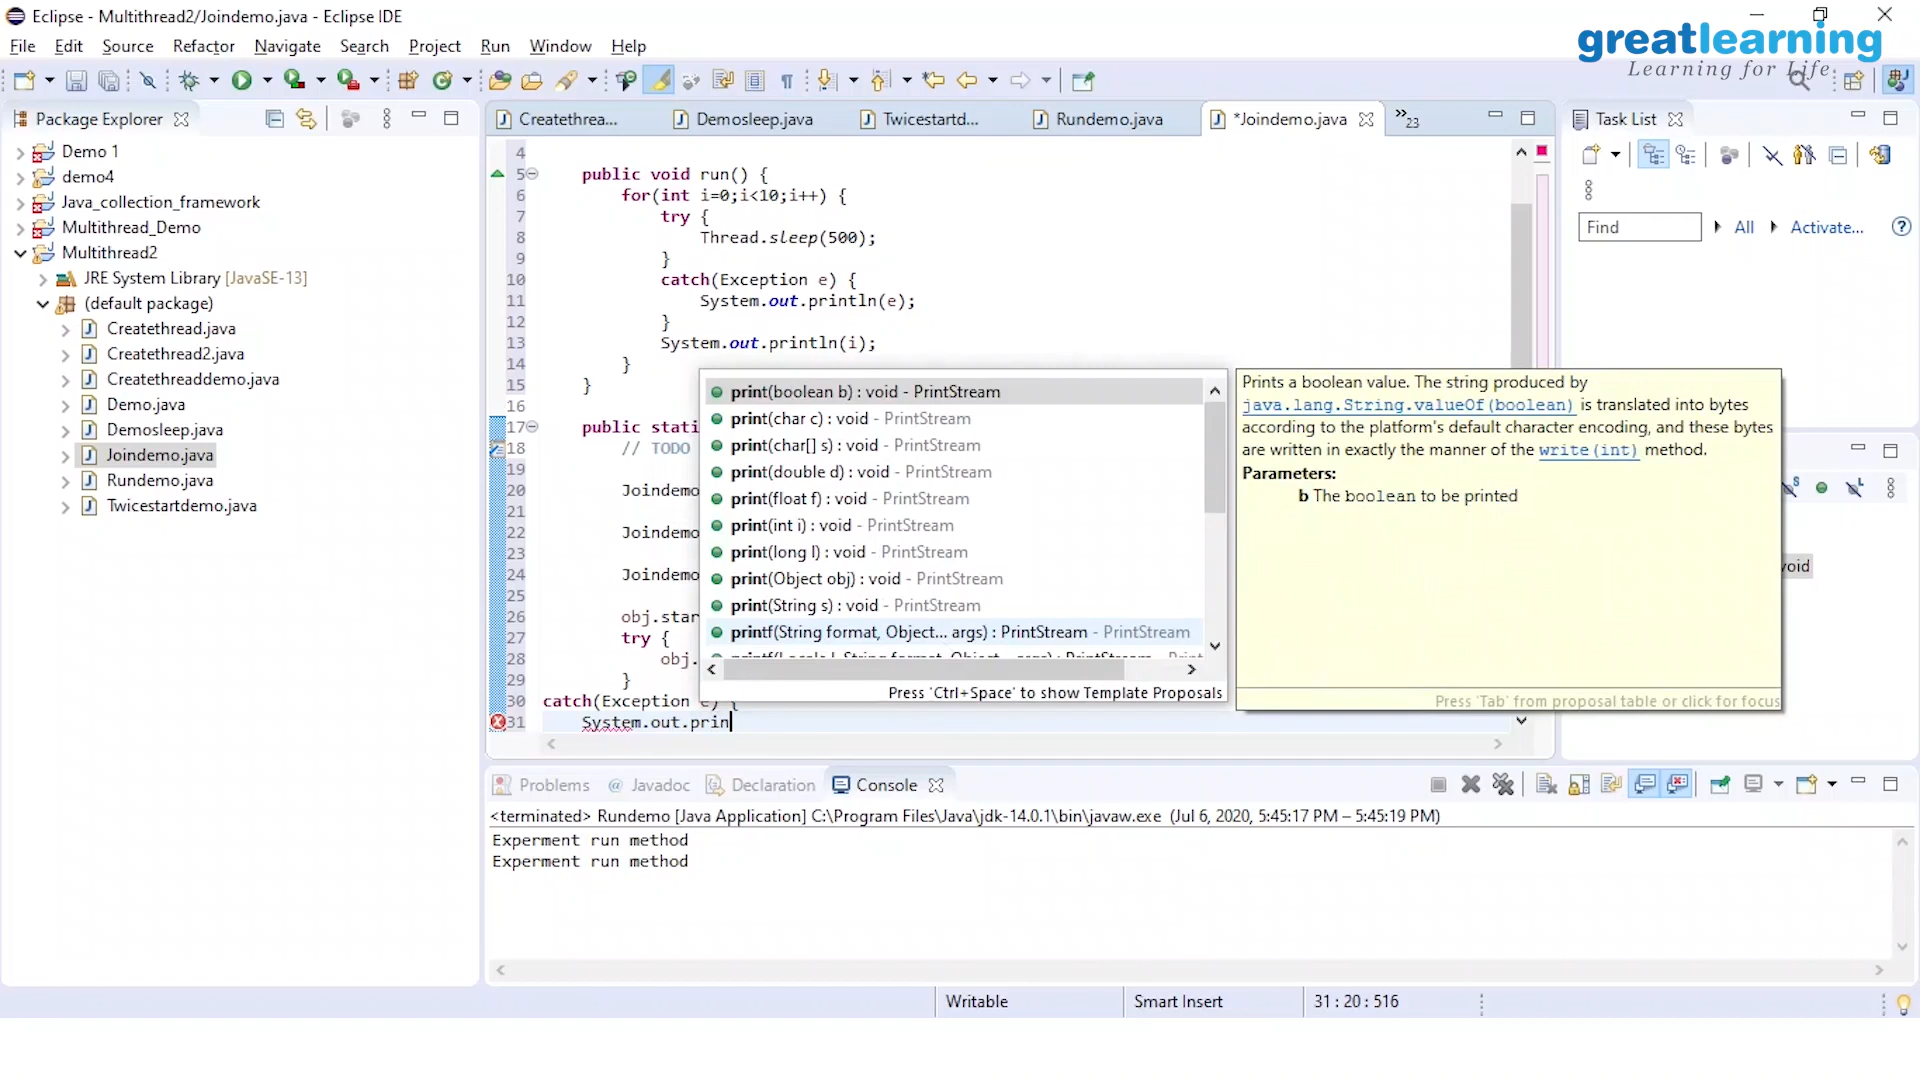 Eclipse - Multithread2/Joindemo.java - Eclipse IDE
greatlearning
Learning for Life
File Edit Source Refactor Navigate Search Project Run Window Help
Package Explorer
Demo 1
demo4
Java_collection_framework
Multithread_Demo
Multithread2
JRE System Library [JavaSE-13]
(default package)
Createthread.java
Createthread2.java
Createthreaddemo.java
Demo.java
Demosleep.java
Joindemo.java
Rundemo.java
Twicestartdemo.java
Createthrea... Demosleep.java Twicestartd... Rundemo.java *Joindemo.java »23
4
5 public void run() {
6 for(int i=0;i<10;i++) {
7 try {
8 Thread.sleep(500);
9 }
10 catch(Exception e) {
11 System.out.println(e);
12 }
13 System.out.println(i);
14 }
15 }
16
17 public stati
18 // TODO
19
20 Joindemo
21
22 Joindemo
23
24 Joindemo
25
26 obj.star
27 try {
28 obj.
29 }
30 catch(Exception e) {
31 System.out.prin
print(boolean b) : void - PrintStream
print(char c) : void - PrintStream
print(char[] s) : void - PrintStream
print(double d) : void - PrintStream
print(float f) : void - PrintStream
print(int i) : void - PrintStream
print(long l) : void - PrintStream
print(Object obj) : void - PrintStream
print(String s) : void - PrintStream
printf(String format, Object... args) : PrintStream - PrintStream
printf(Locale l, String format, Object... args) : PrintStream - Print
Press 'Ctrl+Space' to show Template Proposals
Prints a boolean value. The string produced by
java.lang.String.valueOf(boolean) is translated into bytes
according to the platform's default character encoding, and these bytes
are written in exactly the manner of the write(int) method.
Parameters:
b The boolean to be printed
Press 'Tab' from proposal table or click for focus
Task List
Find All Activate...
void
Problems Javadoc Declaration Console
<terminated> Rundemo [Java Application] C:\Program Files\Java\jdk-14.0.1\bin\javaw.exe (Jul 6, 2020, 5:45:17 PM – 5:45:19 PM)
Experment run method
Experment run method
Writable Smart Insert 31 : 20 : 516